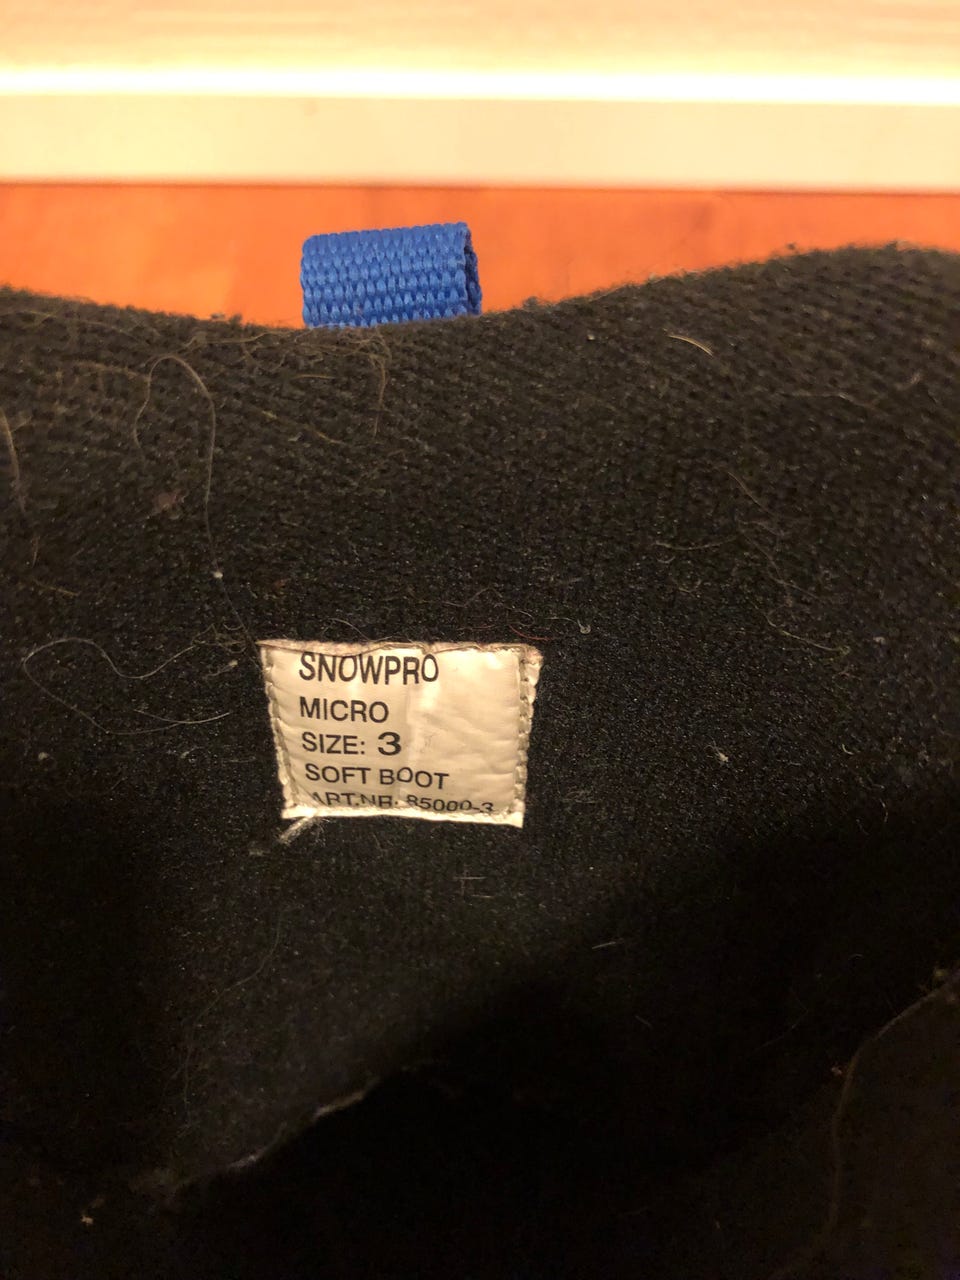 SNOWPRO
MICRO
SIZE: 3
SOFT BOOT
ART.NR: 85000-3